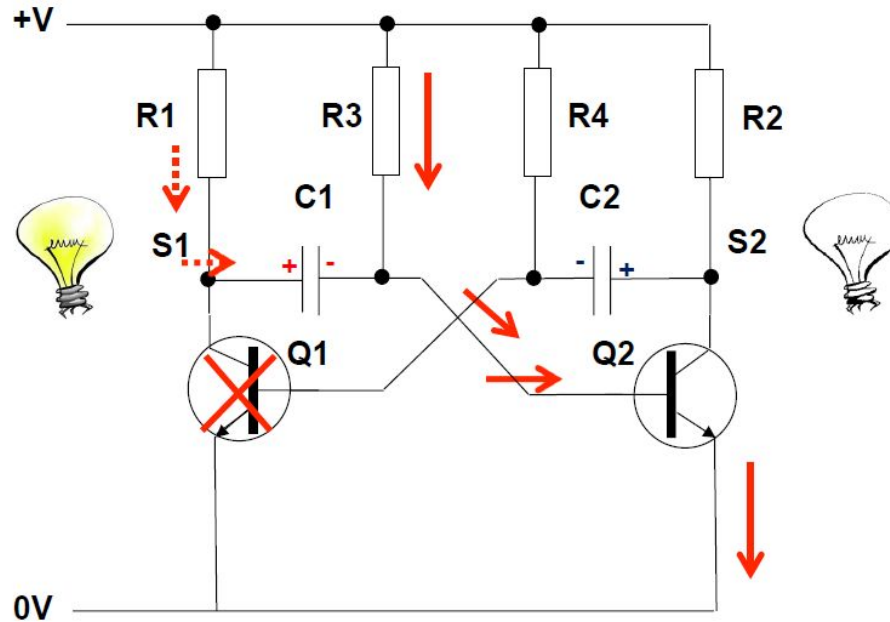 +V
R1 R3 R4 R2
C1 C2
S1 S2
+ - - +
Q1 Q2
0V